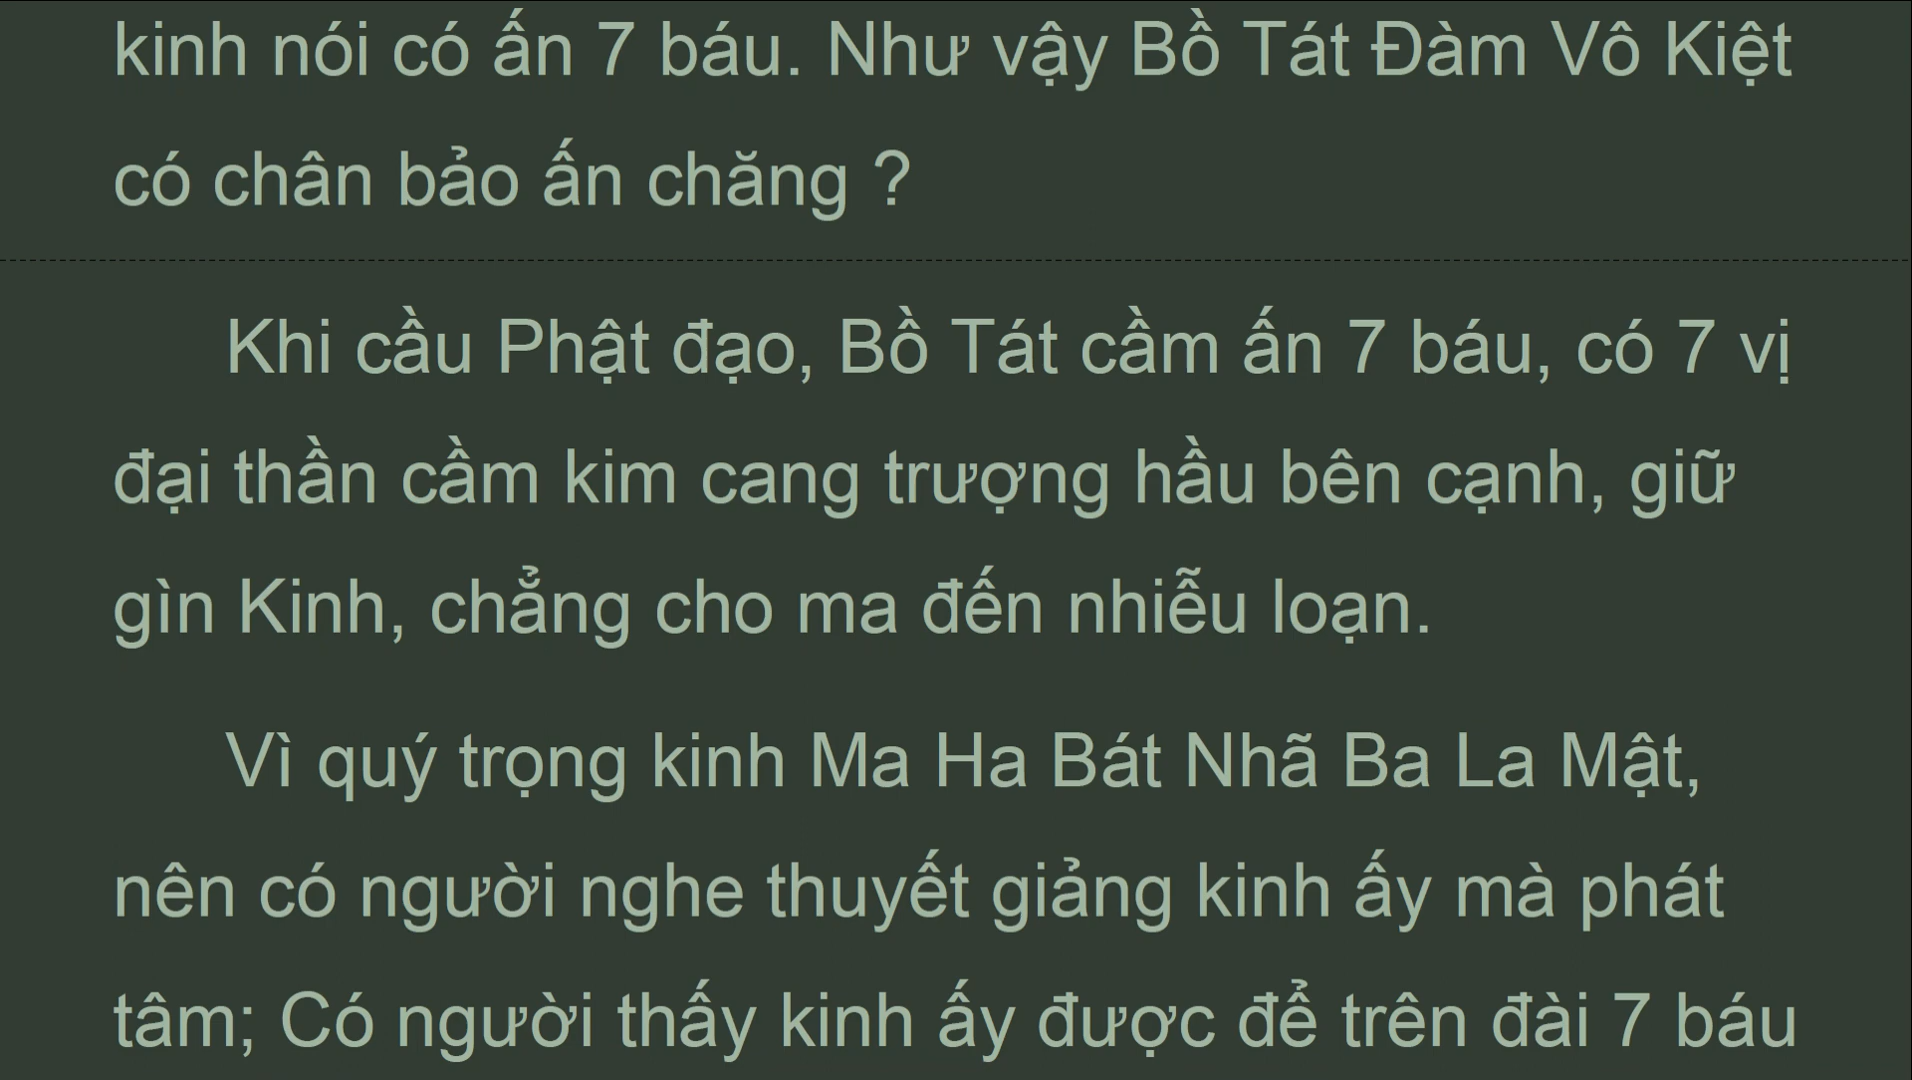 kinh nói có ấn 7 báu. Như vậy Bồ Tát Đàm Vô Kiệt
có chân bảo ấn chăng ?
Khi cầu Phật đạo, Bồ Tát cầm ấn 7 báu, có 7 vị
đại thần cầm kim cang trượng hầu bên cạnh, giữ
gìn Kinh, chẳng cho ma đến nhiễu loạn.
Vì quý trọng kinh Ma Ha Bát Nhã Ba La Mật,
nên có người nghe thuyết giảng kinh ấy mà phát
tâm; Có người thấy kinh ấy được để trên đài 7 báu